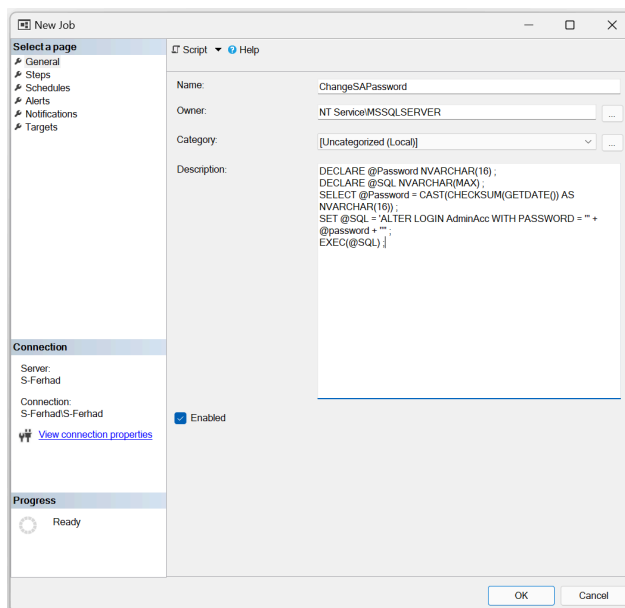 New Job
Select a page
General
Steps
Schedules
Alerts
Notifications
Targets
Script
Help
Name:
ChangeSAPassword
Owner:
NT Service\MSSQLSERVER
...
Category:
[Uncategorized (Local)]
...
Description:
DECLARE @Password NVARCHAR(16) ;
DECLARE @SQL NVARCHAR(MAX) ;
SELECT @Password = CAST(CHECKSUM(GETDATE()) AS
NVARCHAR(16)) ;
SET @SQL = 'ALTER LOGIN AdminAcc WITH PASSWORD = ''' +
@password + '''' ;
EXEC(@SQL) ;
Enabled
Connection
Server:
S-Ferhad
Connection:
S-Ferhad\S-Ferhad
View connection properties
Progress
Ready
OK
Cancel